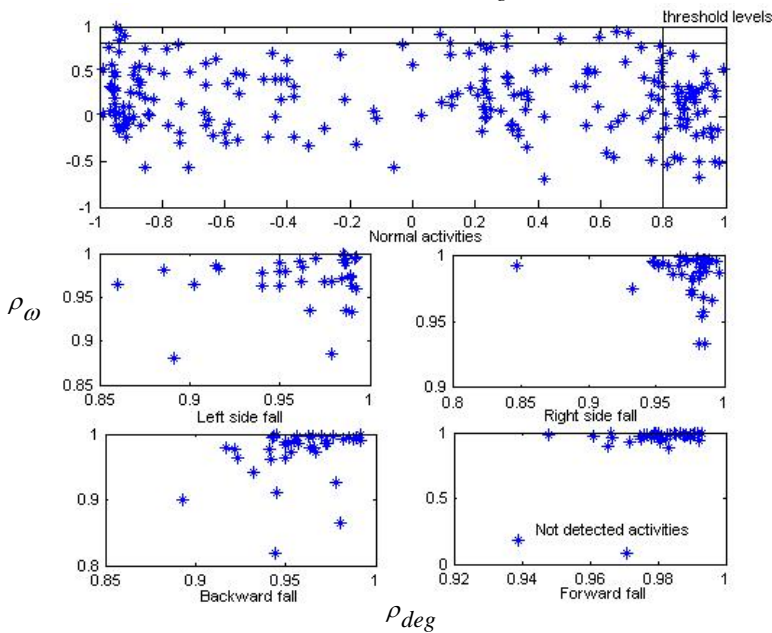 threshold levels
1
0.5
0
-0.5
-1
-1 -0.8 -0.6 -0.4 -0.2 0 0.2 0.4 0.6 0.8 1
Normal activities
ρω
1
0.95
0.9
0.85
0.85 0.9 0.95 1
Left side fall
1
0.95
0.9
0.8 0.85 0.9 0.95 1
Right side fall
1
0.9
0.8
0.85 0.9 0.95 1
Backward fall
1
0.5
0
Not detected activities
0.92 0.94 0.96 0.98 1
Forward fall
ρdeg